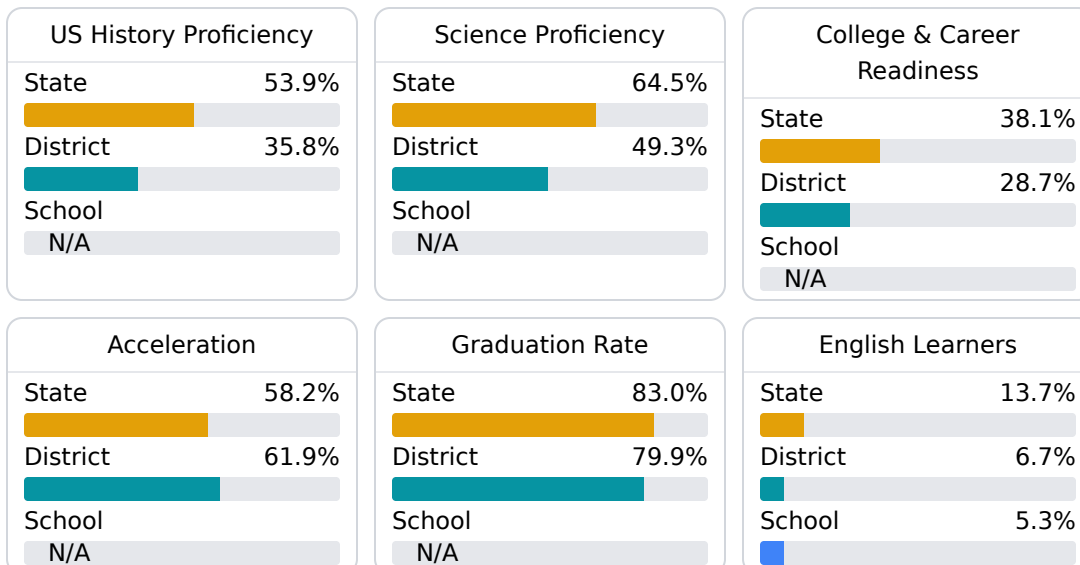 US History Proficiency
State 53.9%
District 35.8%
School
N/A
Science Proficiency
State 64.5%
District 49.3%
School
N/A
College & Career
Readiness
State 38.1%
District 28.7%
School
N/A
Acceleration
State 58.2%
District 61.9%
School
N/A
Graduation Rate
State 83.0%
District 79.9%
School
N/A
English Learners
State 13.7%
District 6.7%
School 5.3%